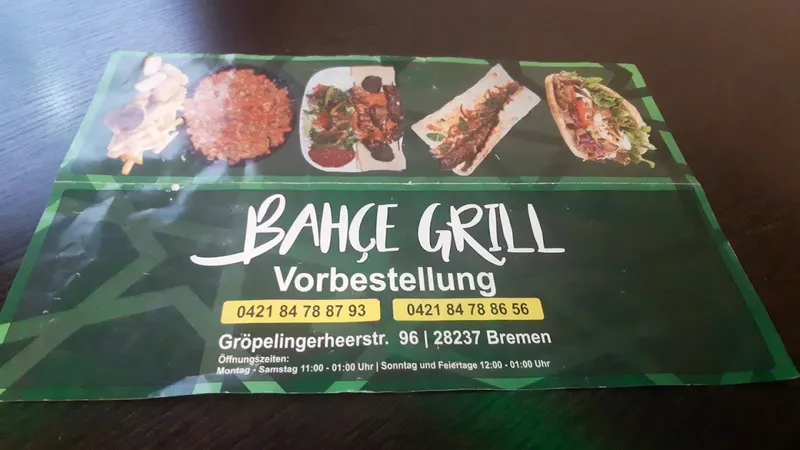 BAHÇE GRILL
Vorbestellung
0421 84 78 87 93 0421 84 78 86 56
Gröpelingerheerstr. 96 | 28237 Bremen
Öffnungszeiten:
Montag - Samstag 11:00 - 01:00 Uhr | Sonntag und Feiertage 12:00 - 01:00 Uhr